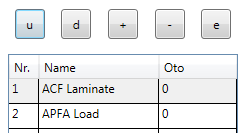 u d + - e
Nr. Name Oto
1 ACF Laminate 0
2 APFA Load 0